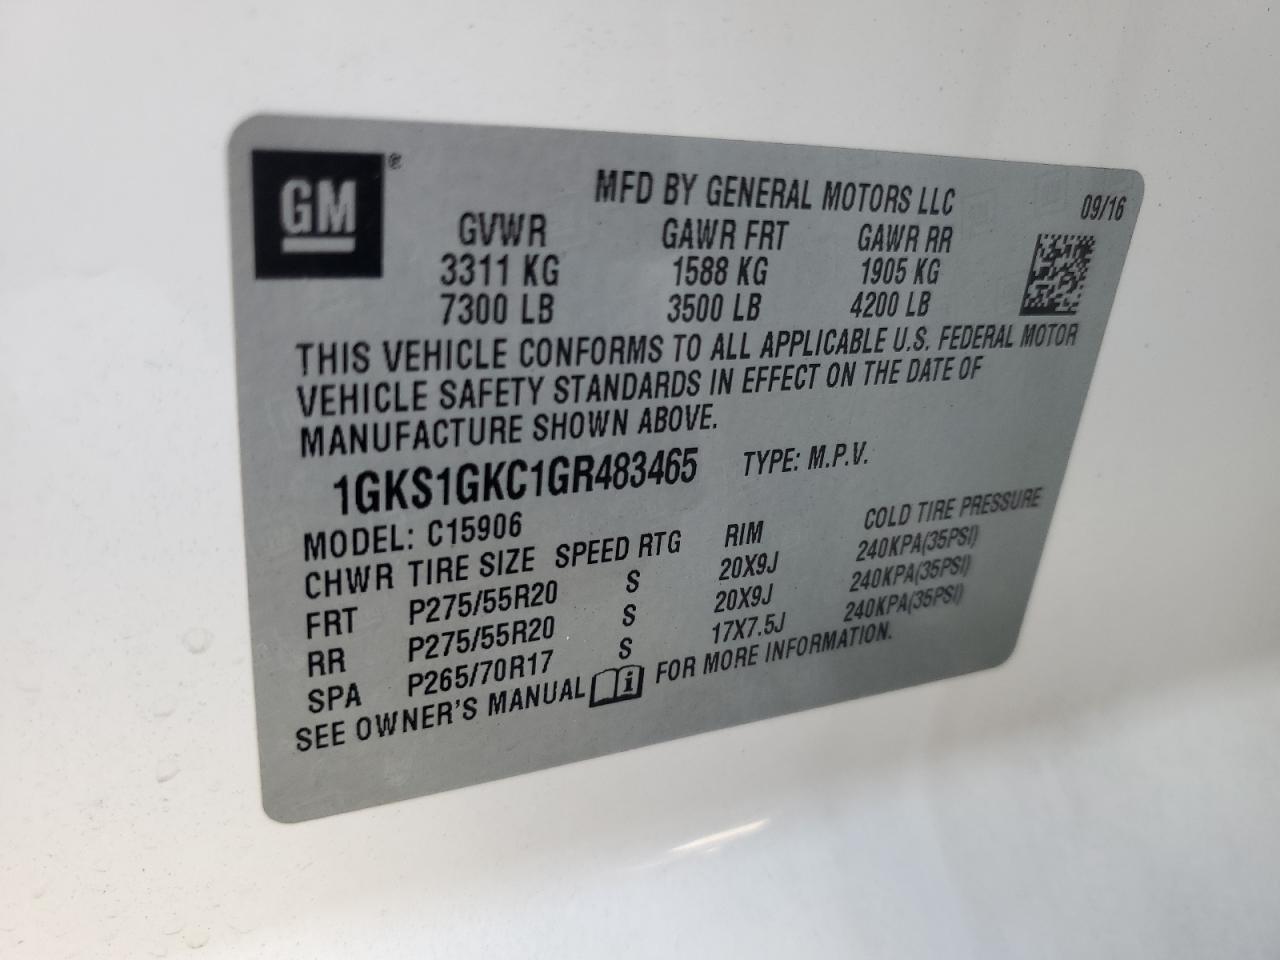 GM®
MFD BY GENERAL MOTORS LLC 09/16
GVWR GAWR FRT GAWR RR
3311 KG 1588 KG 1905 KG
7300 LB 3500 LB 4200 LB
THIS VEHICLE CONFORMS TO ALL APPLICABLE U.S. FEDERAL MOTOR
VEHICLE SAFETY STANDARDS IN EFFECT ON THE DATE OF
MANUFACTURE SHOWN ABOVE.
1GKS1GKC1GR483465 TYPE: M.P.V.
MODEL: C15906
CHWR TIRE SIZE SPEED RTG RIM COLD TIRE PRESSURE
FRT P275/55R20 S 20X9J 240KPA(35PSI)
RR P275/55R20 S 20X9J 240KPA(35PSI)
SPA P265/70R17 S 17X7.5J 240KPA(35PSI)
SEE OWNER'S MANUAL i FOR MORE INFORMATION.